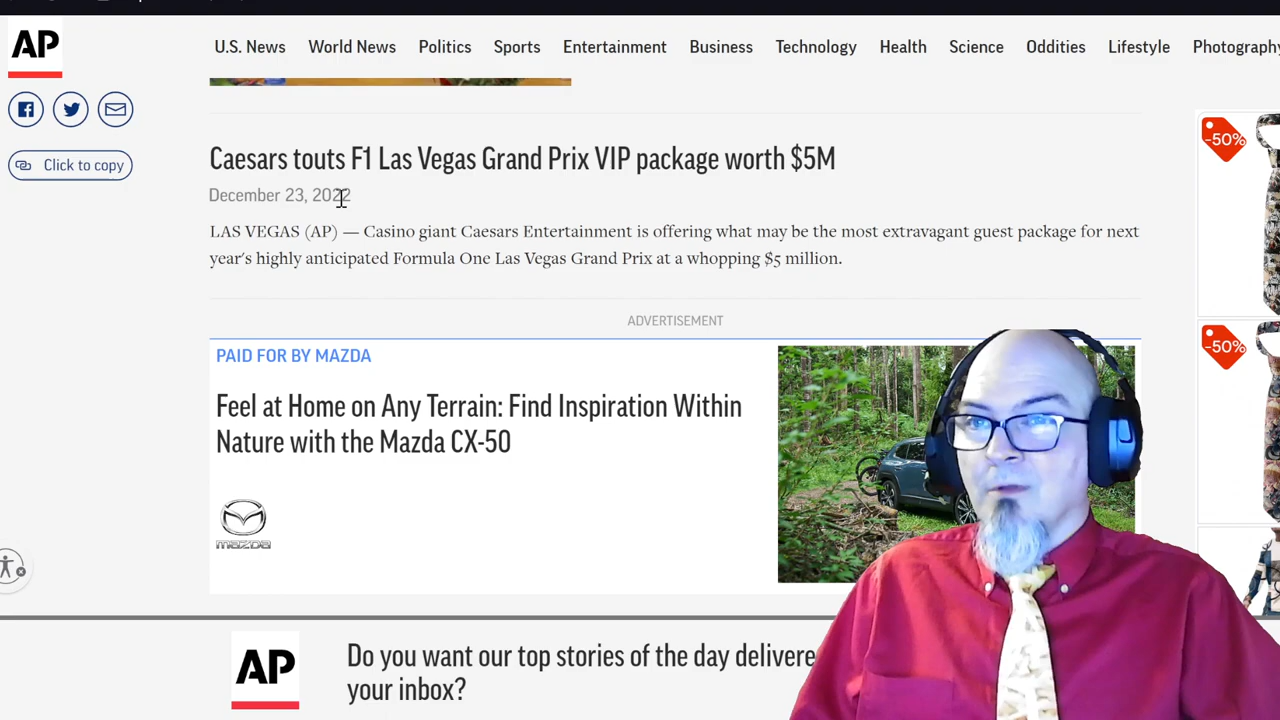 AP
U.S. News World News Politics Sports Entertainment Business Technology Health Science Oddities Lifestyle Photography
Click to copy
-50%
Caesars touts F1 Las Vegas Grand Prix VIP package worth $5M
December 23, 2022
LAS VEGAS (AP) — Casino giant Caesars Entertainment is offering what may be the most extravagant guest package for next
year's highly anticipated Formula One Las Vegas Grand Prix at a whopping $5 million.
ADVERTISEMENT
PAID FOR BY MAZDA
-50%
Feel at Home on Any Terrain: Find Inspiration Within
Nature with the Mazda CX-50
mazda
AP
Do you want our top stories of the day delivere
your inbox?